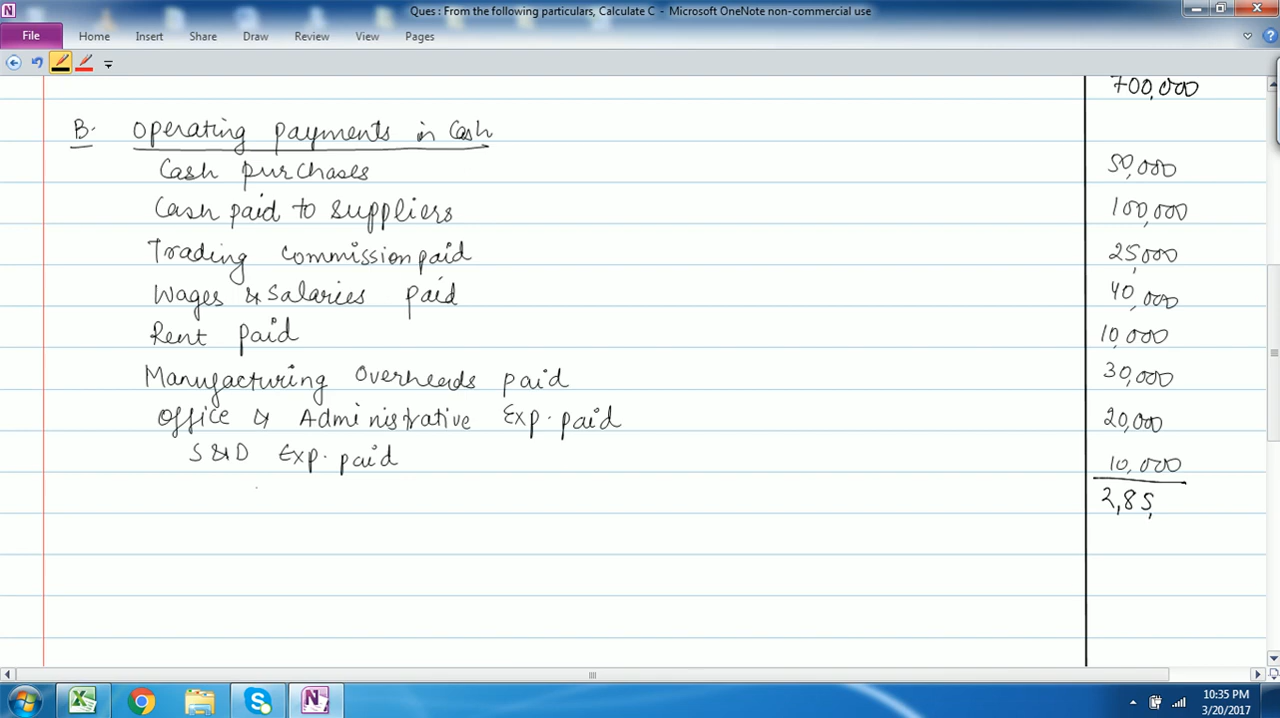 Ques : From the following particulars, Calculate C - Microsoft OneNote non-commercial use
File Home Insert Share Draw Review View Pages
700,000
B. Operating payments in Cash
Cash purchases 50,000
Cash paid to suppliers 100,000
Trading Commission paid 25,000
Wages & Salaries paid 40,000
Rent paid 10,000
Manufacturing Overheads paid 30,000
Office & Administrative Exp. paid 20,000
S&D Exp. paid 10,000
2,85,
10:35 PM
3/20/2017